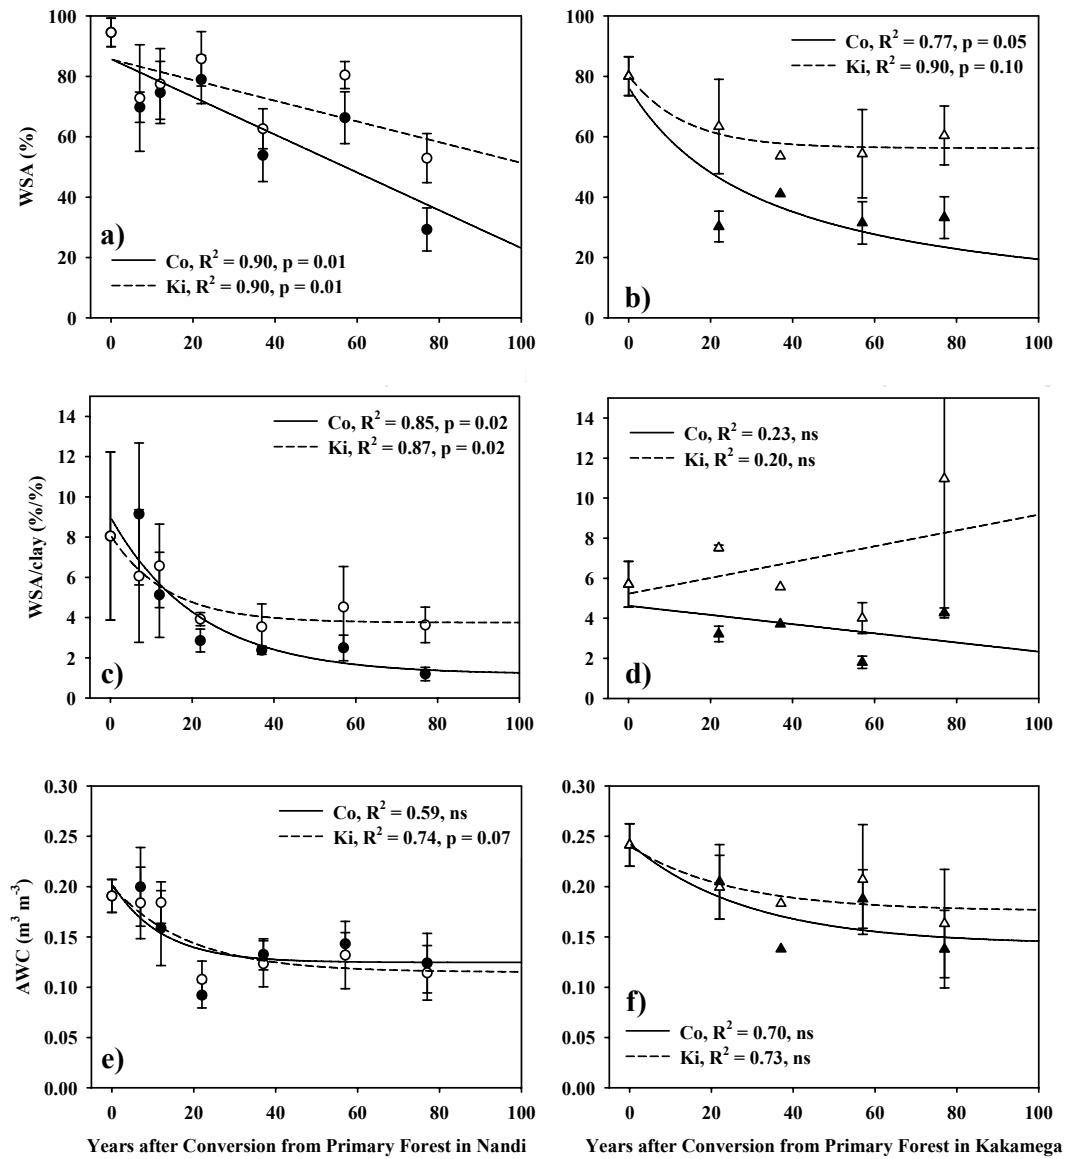 100
80
60
40
20
0
WSA (%)
a)
Co, R² = 0.90, p = 0.01
Ki, R² = 0.90, p = 0.01
0 20 40 60 80 100
100
80
60
40
20
0
Co, R² = 0.77, p = 0.05
Ki, R² = 0.90, p = 0.10
b)
0 20 40 60 80 100
14
12
10
8
6
4
2
0
WSA/clay (%/%)
Co, R² = 0.85, p = 0.02
Ki, R² = 0.87, p = 0.02
c)
0 20 40 60 80 100
14
12
10
8
6
4
2
0
Co, R² = 0.23, ns
Ki, R² = 0.20, ns
d)
0 20 40 60 80 100
0.30
0.25
0.20
0.15
0.10
0.05
0.00
AWC (m³ m⁻³)
Co, R² = 0.59, ns
Ki, R² = 0.74, p = 0.07
e)
0 20 40 60 80 100
Years after Conversion from Primary Forest in Nandi
0.30
0.25
0.20
0.15
0.10
0.05
0.00
f)
Co, R² = 0.70, ns
Ki, R² = 0.73, ns
0 20 40 60 80 100
Years after Conversion from Primary Forest in Kakamega